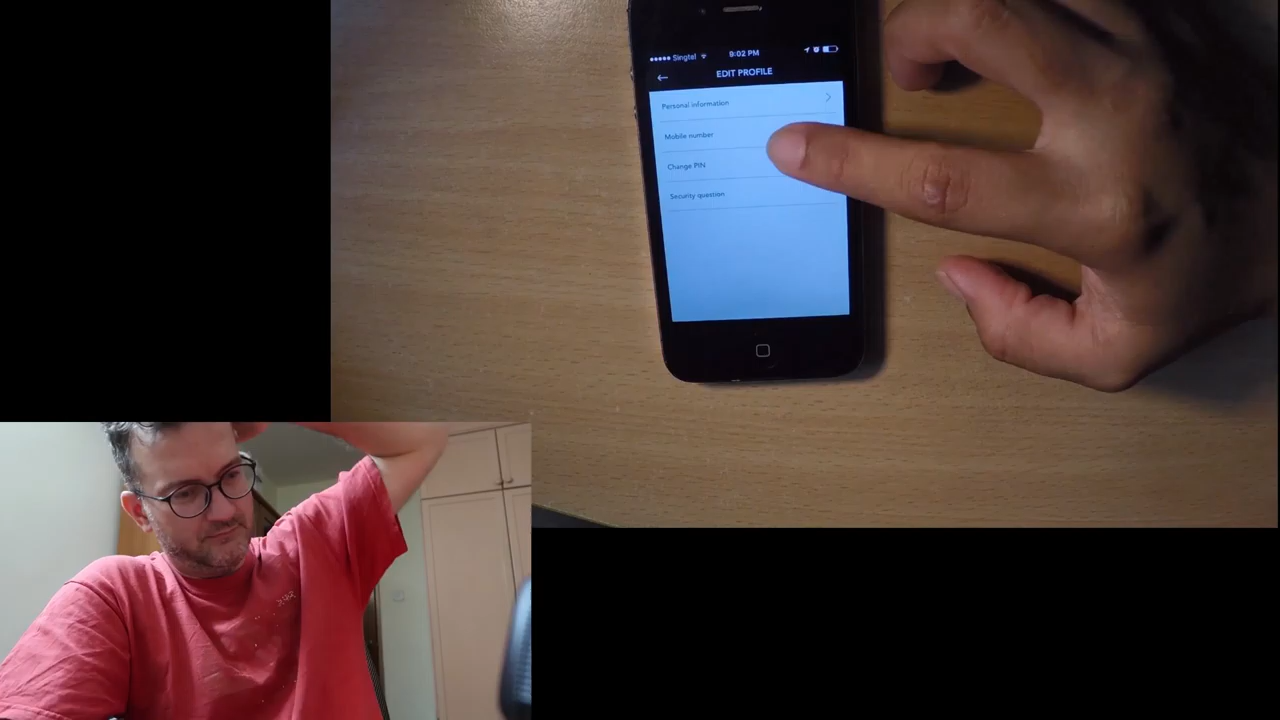 Singtel 9:02 PM
EDIT PROFILE
Personal information
Mobile number
Change PIN
Security question